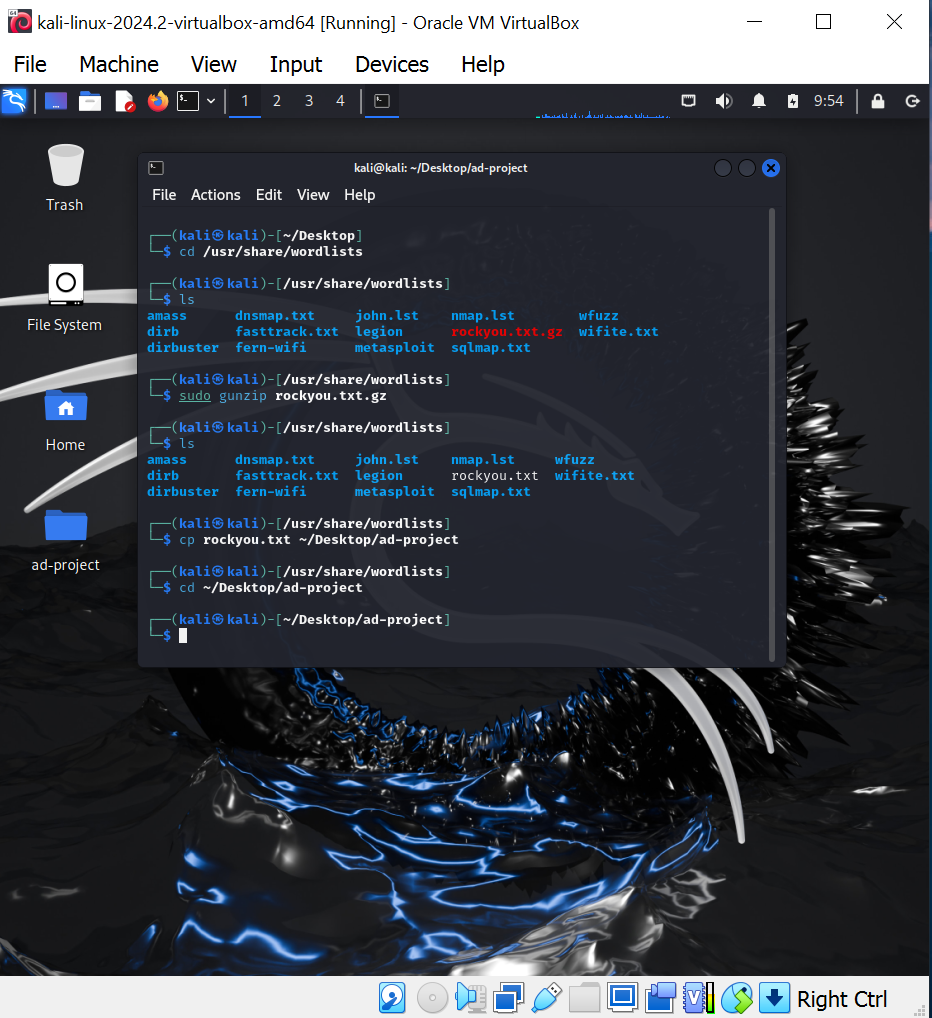 kali-linux-2024.2-virtualbox-amd64 [Running] - Oracle VM VirtualBox
File Machine View Input Devices Help
1 2 3 4 9:54
kali@kali: ~/Desktop/ad-project
File Actions Edit View Help
Trash
File System
Home
ad-project
┌──(kali㉿kali)-[~/Desktop]
└─$ cd /usr/share/wordlists
┌──(kali㉿kali)-[/usr/share/wordlists]
└─$ ls
amass dnsmap.txt john.lst nmap.lst wfuzz
dirb fasttrack.txt legion rockyou.txt.gz wifite.txt
dirbuster fern-wifi metasploit sqlmap.txt
┌──(kali㉿kali)-[/usr/share/wordlists]
└─$ sudo gunzip rockyou.txt.gz
┌──(kali㉿kali)-[/usr/share/wordlists]
└─$ ls
amass dnsmap.txt john.lst nmap.lst wfuzz
dirb fasttrack.txt legion rockyou.txt wifite.txt
dirbuster fern-wifi metasploit sqlmap.txt
┌──(kali㉿kali)-[/usr/share/wordlists]
└─$ cp rockyou.txt ~/Desktop/ad-project
┌──(kali㉿kali)-[/usr/share/wordlists]
└─$ cd ~/Desktop/ad-project
┌──(kali㉿kali)-[~/Desktop/ad-project]
└─$
Right Ctrl